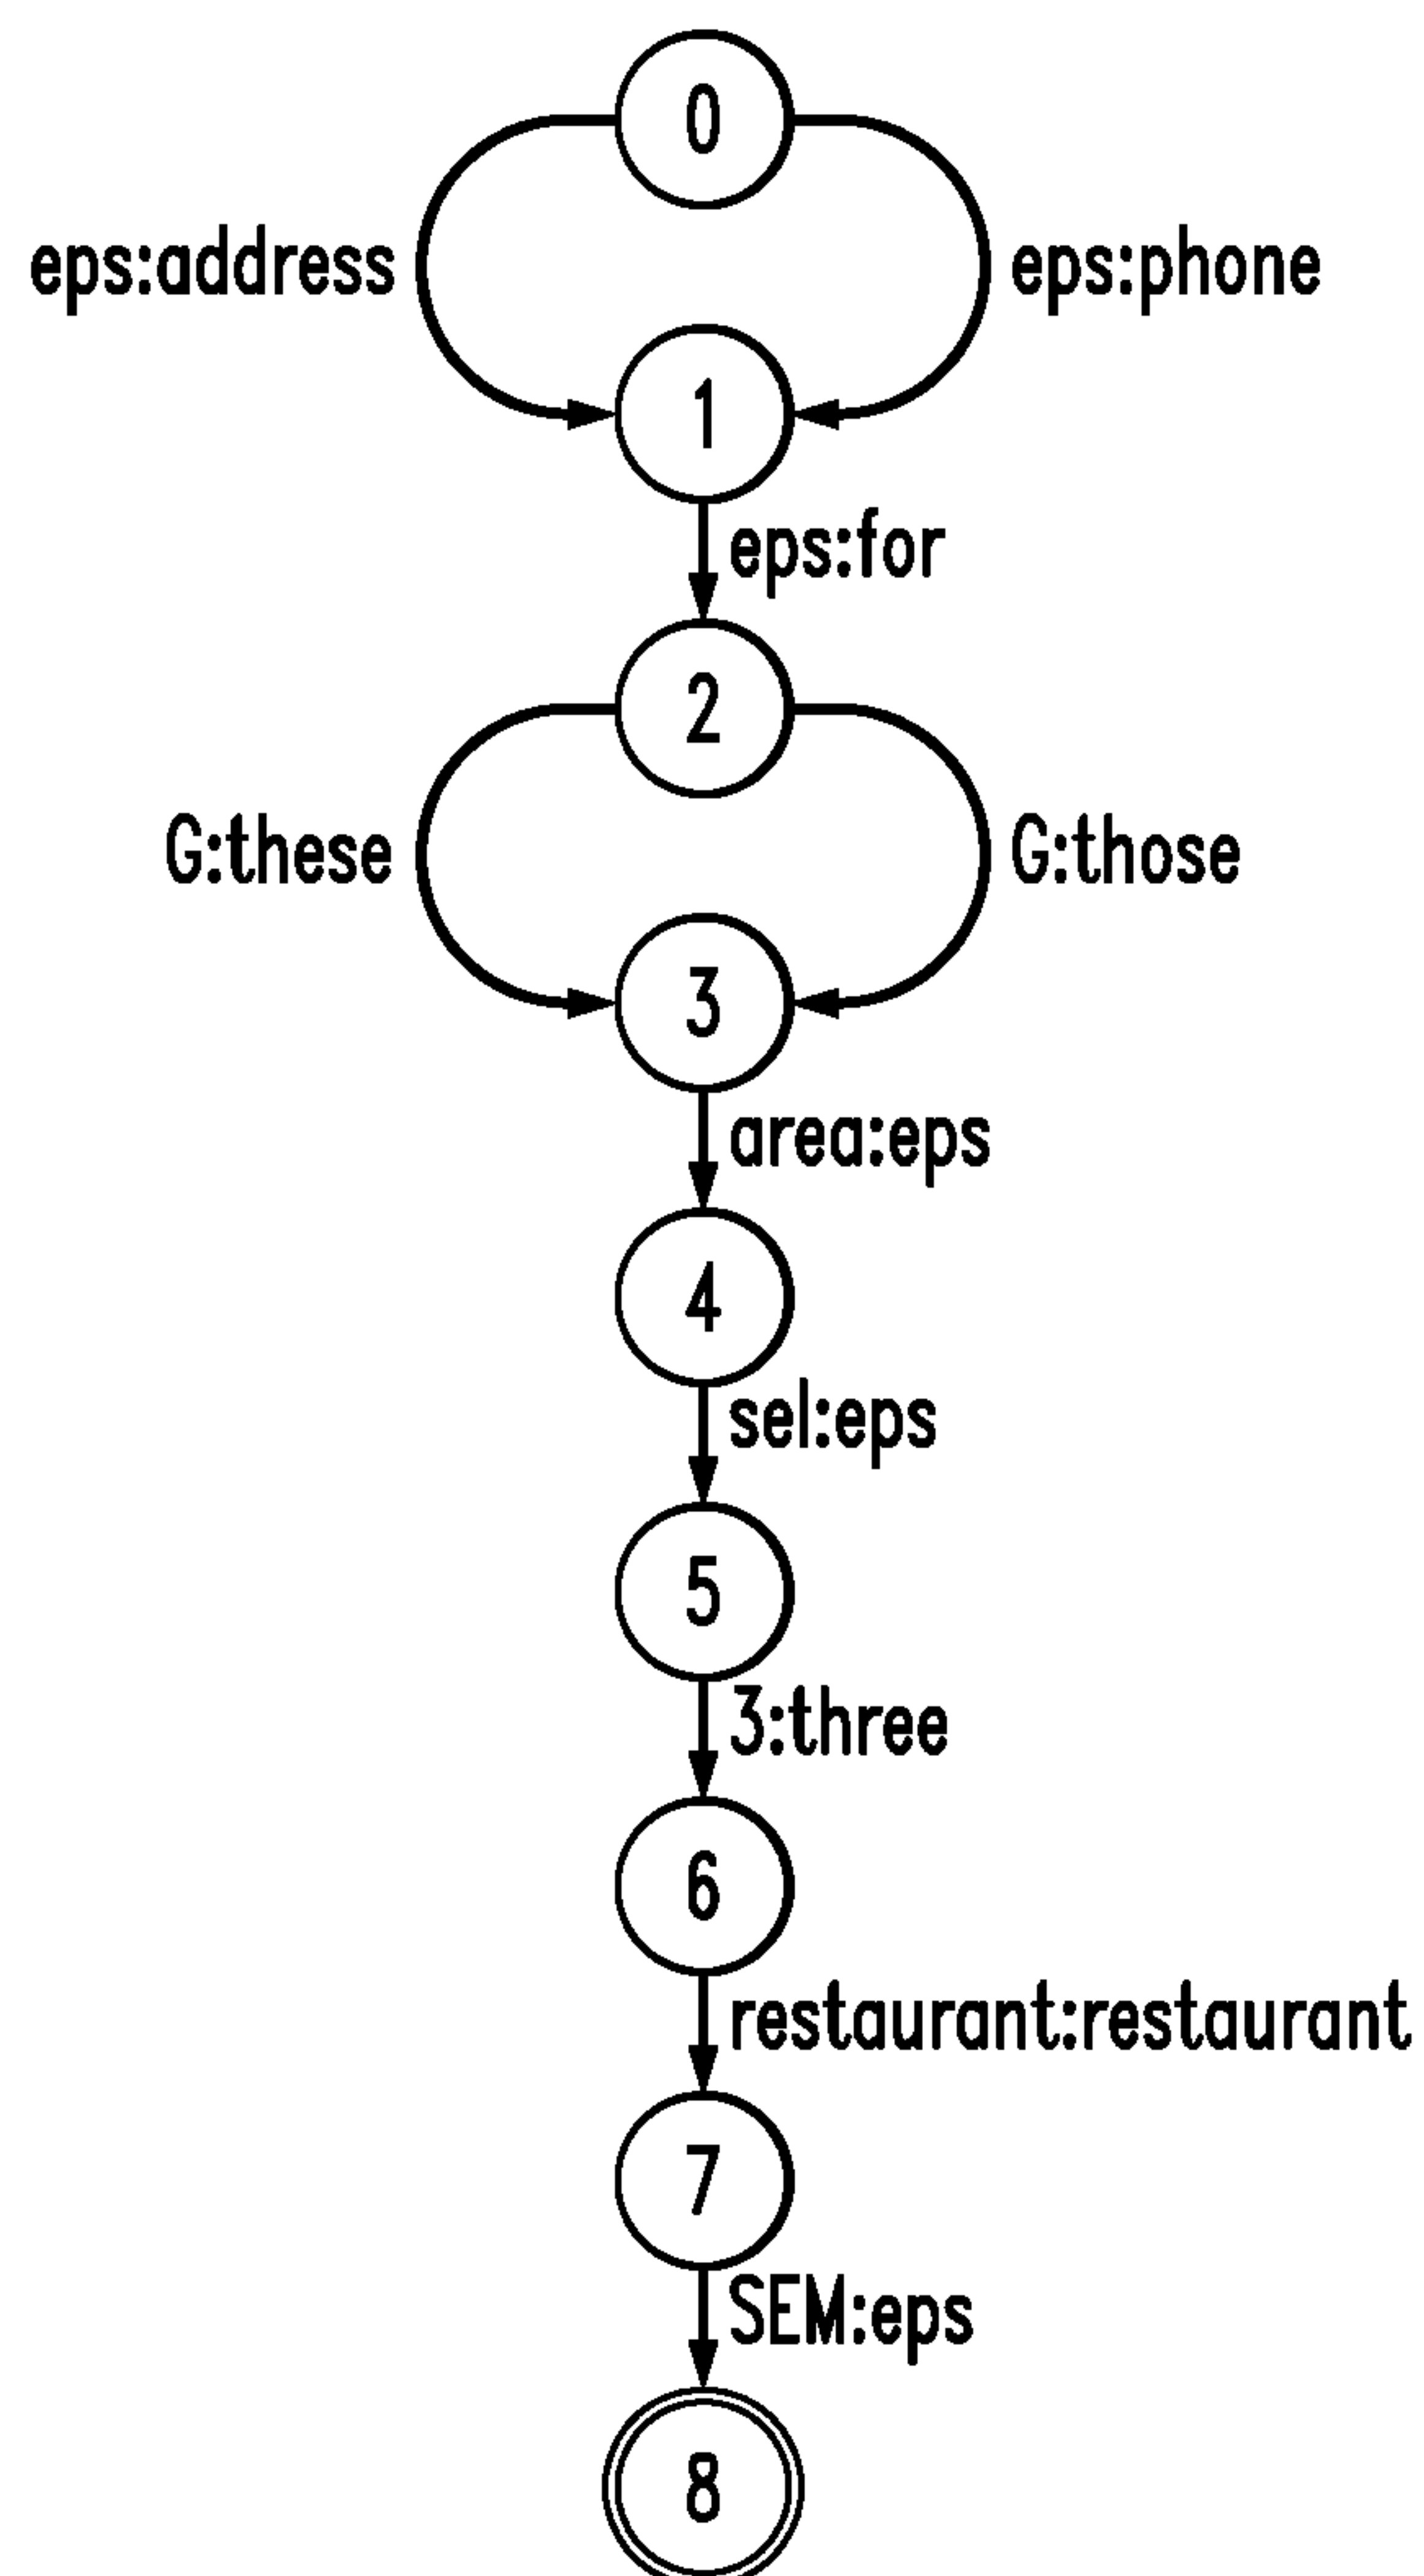 0
eps:address eps:phone
1
eps:for
2
G:these G:those
3
area:eps
4
sel:eps
5
3:three
6
restaurant:restaurant
7
SEM:eps
8